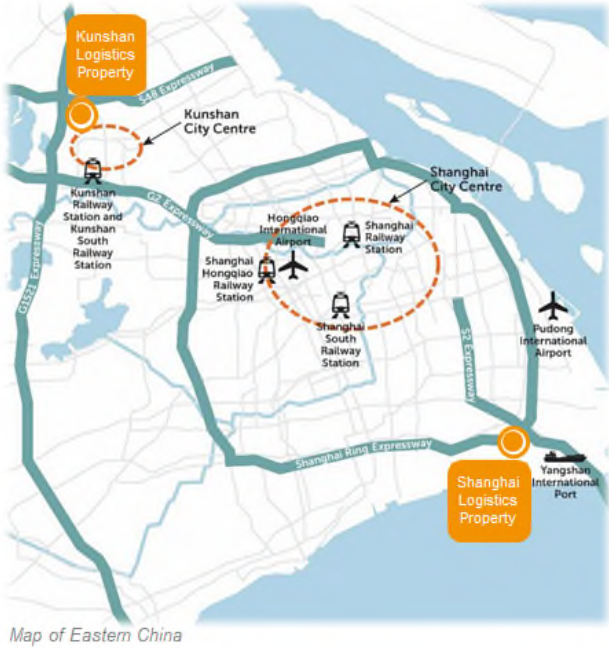 Kunshan
Logistics
Property
S48 Expressway
Kunshan
City Centre
Shanghai
City Centre
Kunshan
Railway
Station and
Kunshan
South
Railway
Station
G2 Expressway
Hongqiao
International
Airport
Shanghai
Railway
Station
Shanghai
Hongqiao
Railway
Station
G1521 Expressway
Shanghai
South
Railway
Station
S2 Expressway
Pudong
International
Airport
Shanghai Ring Expressway
Shanghai
Logistics
Property
Yangshan
International
Port
Map of Eastern China